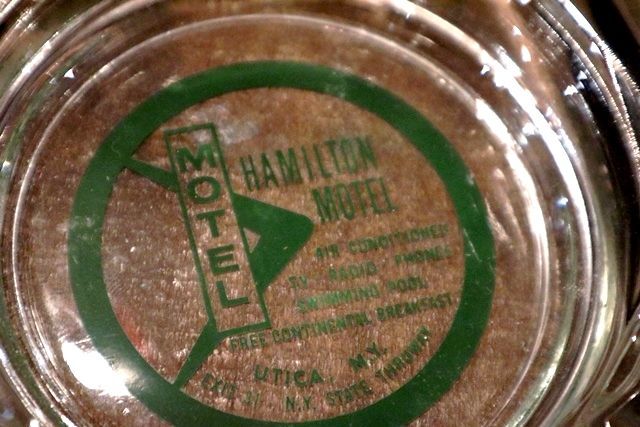 MOTEL
HAMILTON
MOTEL
AIR CONDITIONED
TV RADIO PHONES
SWIMMING POOL
FREE CONTINENTAL BREAKFAST
UTICA, N.Y.
EXIT 31 N.Y. STATE THRUWAY